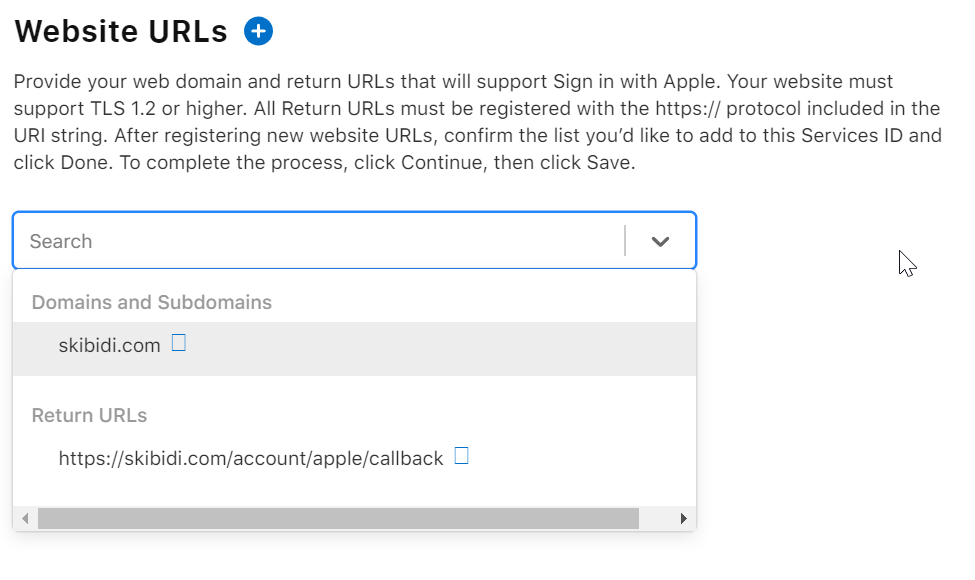 Website URLs
Provide your web domain and return URLs that will support Sign in with Apple. Your website must
support TLS 1.2 or higher. All Return URLs must be registered with the https:// protocol included in the
URI string. After registering new website URLs, confirm the list you’d like to add to this Services ID and
click Done. To complete the process, click Continue, then click Save.
Search
Domains and Subdomains
skibidi.com
Return URLs
https://skibidi.com/account/apple/callback